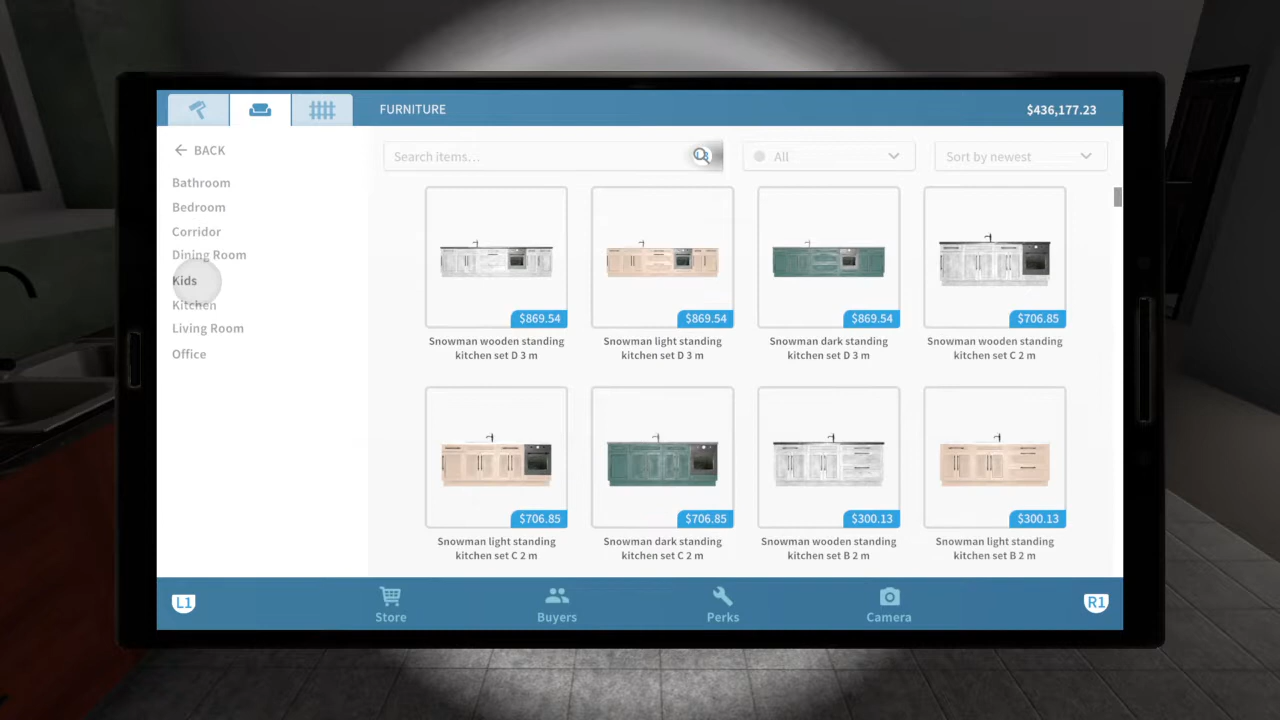 FURNITURE
$436,177.23
BACK
Search items...
All
Sort by newest
Bathroom
Bedroom
Corridor
Dining Room
Kids
Kitchen
Living Room
Office
$869.54
$869.54
$869.54
$706.85
Snowman wooden standing
kitchen set D 3 m
Snowman light standing
kitchen set D 3 m
Snowman dark standing
kitchen set D 3 m
Snowman wooden standing
kitchen set C 2 m
$706.85
$706.85
$300.13
$300.13
Snowman light standing
kitchen set C 2 m
Snowman dark standing
kitchen set C 2 m
Snowman wooden standing
kitchen set B 2 m
Snowman light standing
kitchen set B 2 m
L1
Store
Buyers
Perks
Camera
R1